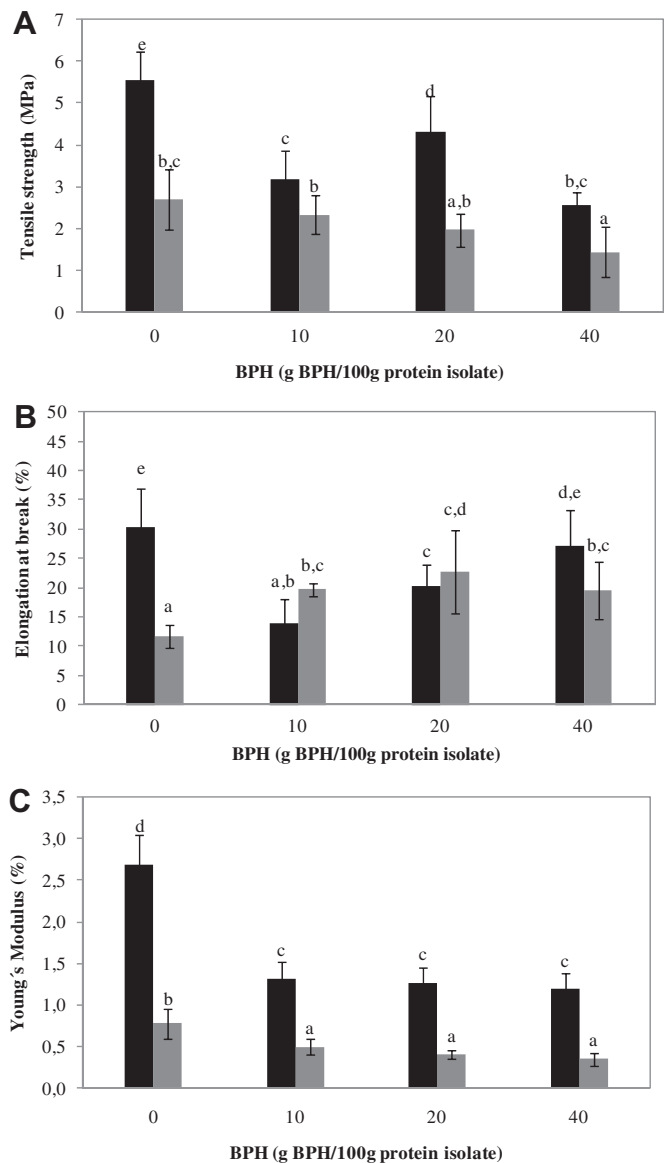 A
Tensile strength (MPa)
7
6
5
4
3
2
1
0
e
b,c
c
b
d
a,b
b,c
a
0 10 20 40
BPH (g BPH/100g protein isolate)
B
Elongation at break (%)
50
45
40
35
30
25
20
15
10
5
0
e
a
a,b
b,c
c
c,d
d,e
b,c
0 10 20 40
BPH (g BPH/100g protein isolate)
C
Young´s Modulus (%)
3,5
3,0
2,5
2,0
1,5
1,0
0,5
0,0
d
b
c
a
c
a
c
a
0 10 20 40
BPH (g BPH/100g protein isolate)